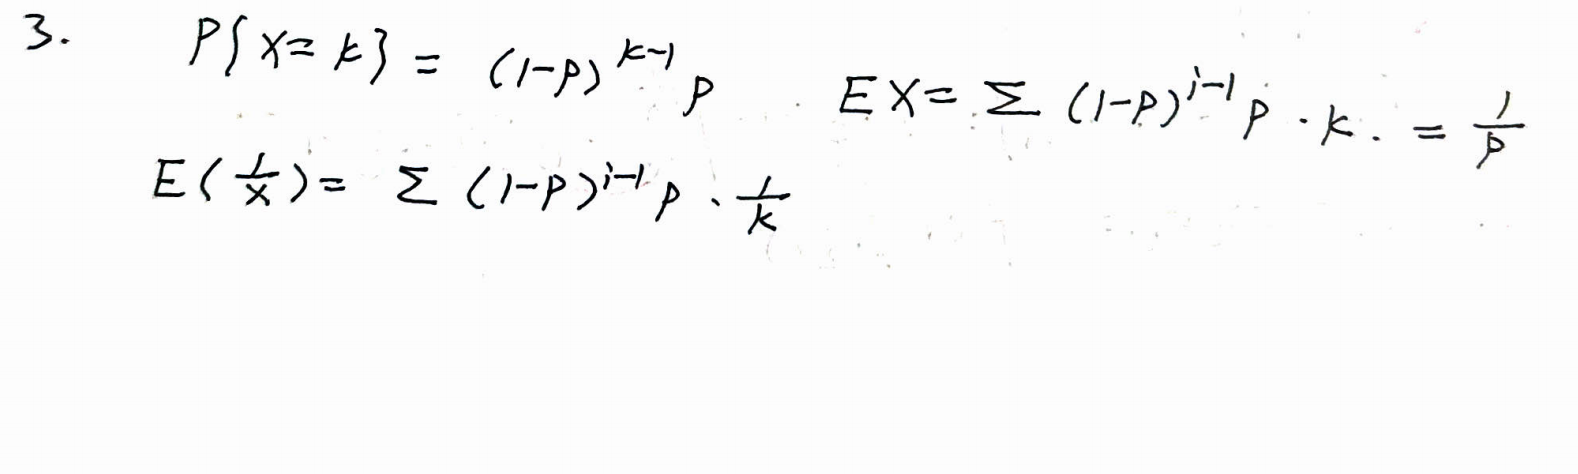 3. P{X=k} = (1-p)^{k-1} p EX = Σ (1-p)^{i-1} p · k. = 1/p
E(1/X) = Σ (1-p)^{i-1} p · 1/k